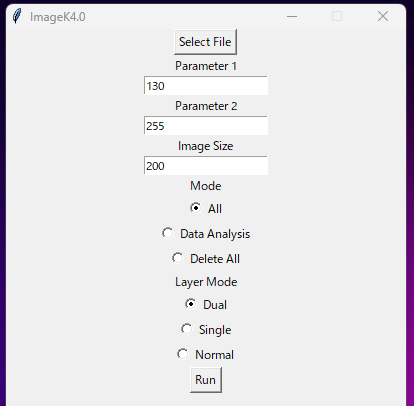 ImageK4.0
Select File
Parameter 1
130
Parameter 2
255
Image Size
200
Mode
All
Data Analysis
Delete All
Layer Mode
Dual
Single
Normal
Run